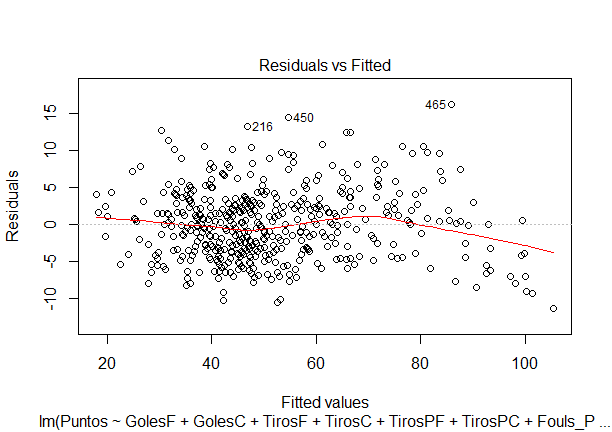 Residuals vs Fitted
Residuals
15
10
5
0
-5
-10
216
450
465
20 40 60 80 100
Fitted values
lm(Puntos ~ GolesF + GolesC + TirosF + TirosC + TirosPF + TirosPC + Fouls_P ...